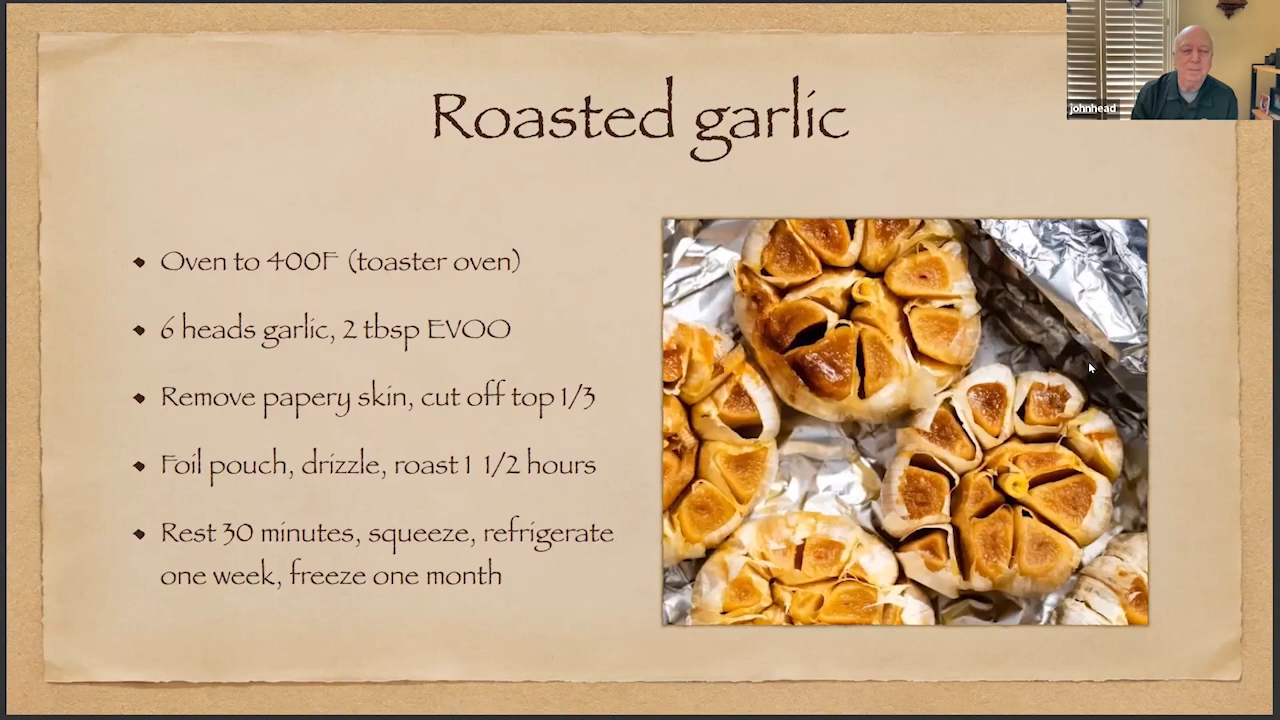 Roasted garlic
johnhead
Oven to 400F (toaster oven)
6 heads garlic, 2 tbsp EVOO
Remove papery skin, cut off top 1/3
Foil pouch, drizzle, roast 1 1/2 hours
Rest 30 minutes, squeeze, refrigerate
one week, freeze one month